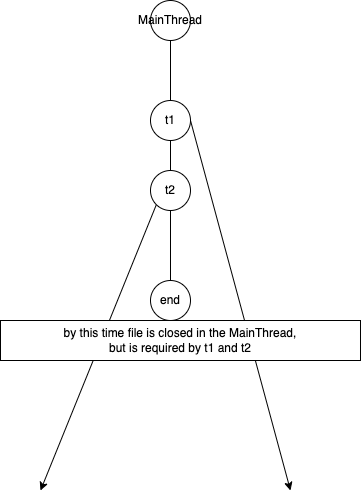 MainThread
t1
t2
end
by this time file is closed in the MainThread,
but is required by t1 and t2